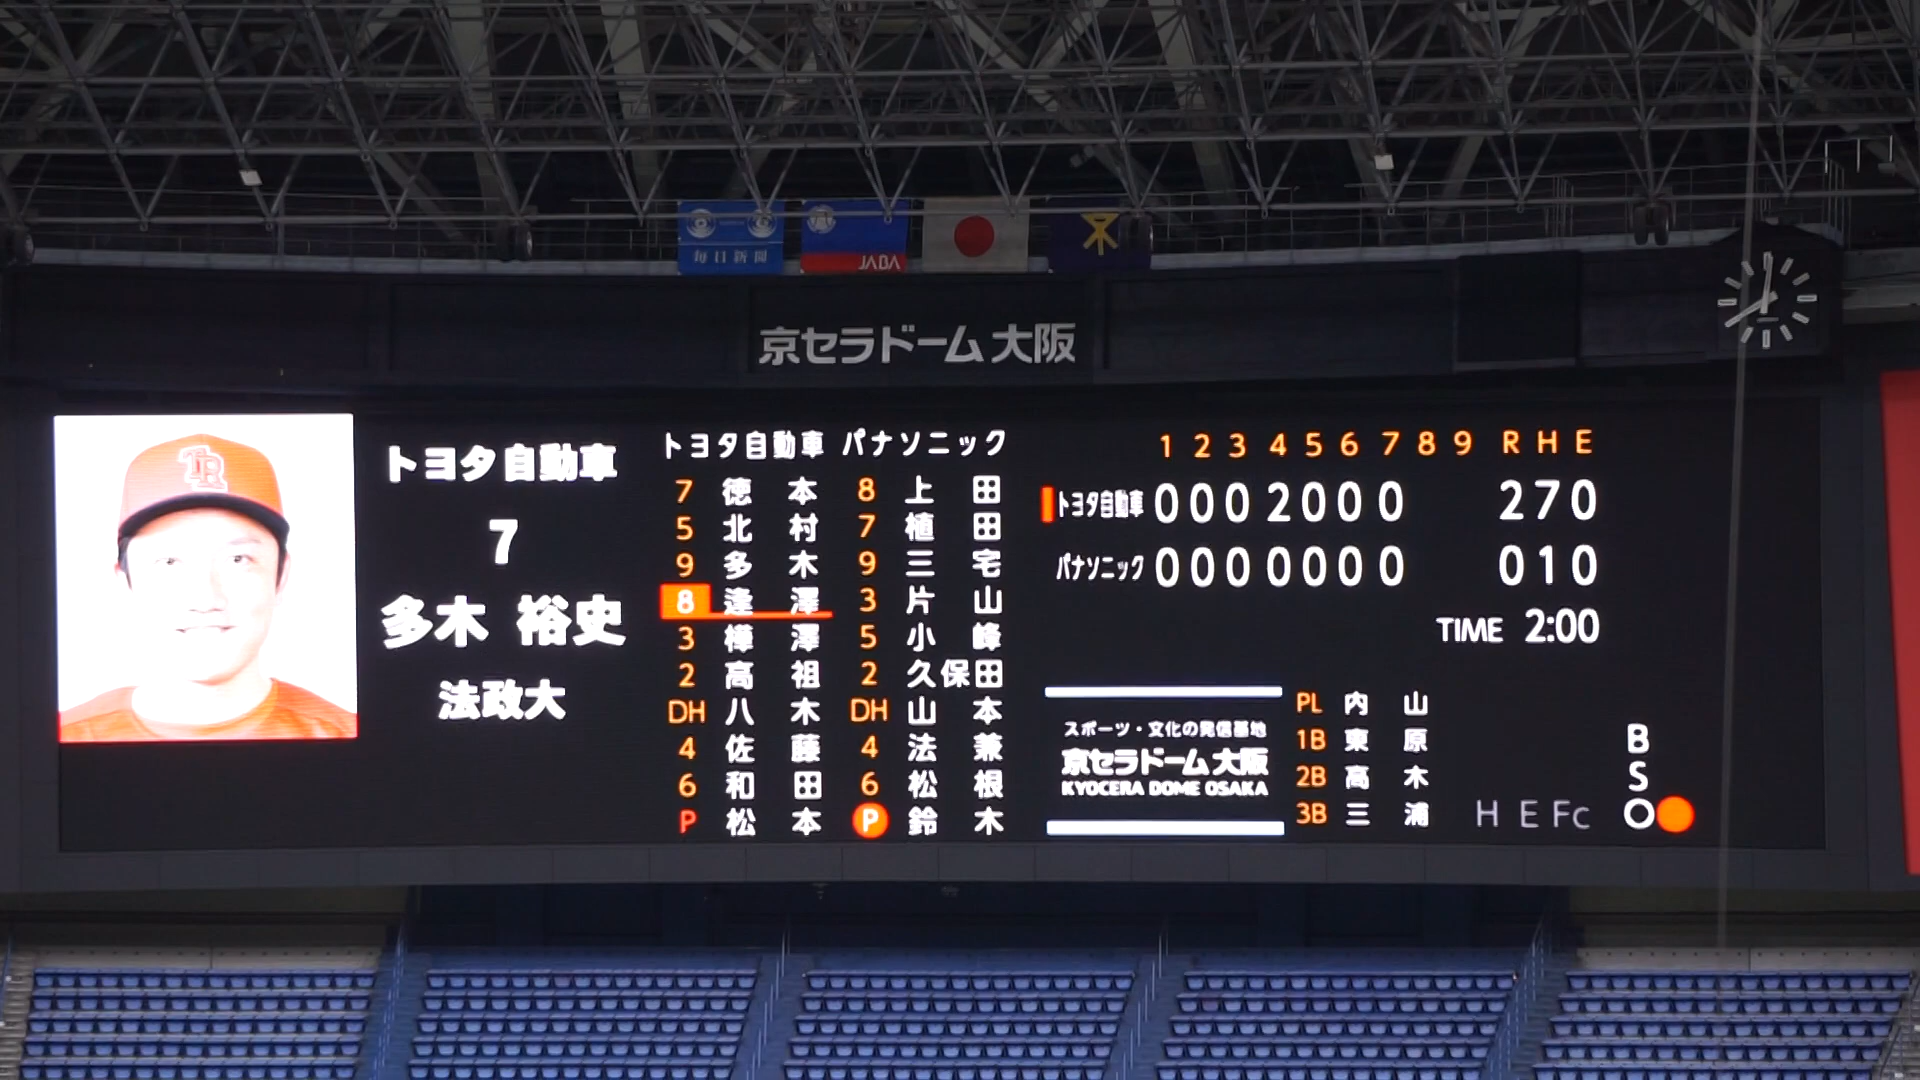 毎日新聞
JABA
京セラドーム 大阪
TR
トヨタ自動車
7
多木 裕史
法政大
トヨタ自動車 パナソニック
7 徳本 8 上田
5 北村 7 植田
9 多木 9 三宅
8 逢澤 3 片山
3 樺澤 5 小峰
2 高祖 2 久保田
DH 八木 DH 山本
4 佐藤 4 法兼
6 和田 6 松根
P 松本 P 鈴木
1 2 3 4 5 6 7 8 9 R H E
トヨタ自動車 0 0 0 2 0 0 0 2 7 0
パナソニック 0 0 0 0 0 0 0 0 1 0
TIME 2:00
スポーツ・文化の発信基地
京セラドーム 大阪
KYOCERA DOME OSAKA
PL 内山
1B 東原
2B 高木
3B 三浦
H E Fc
B
S
O